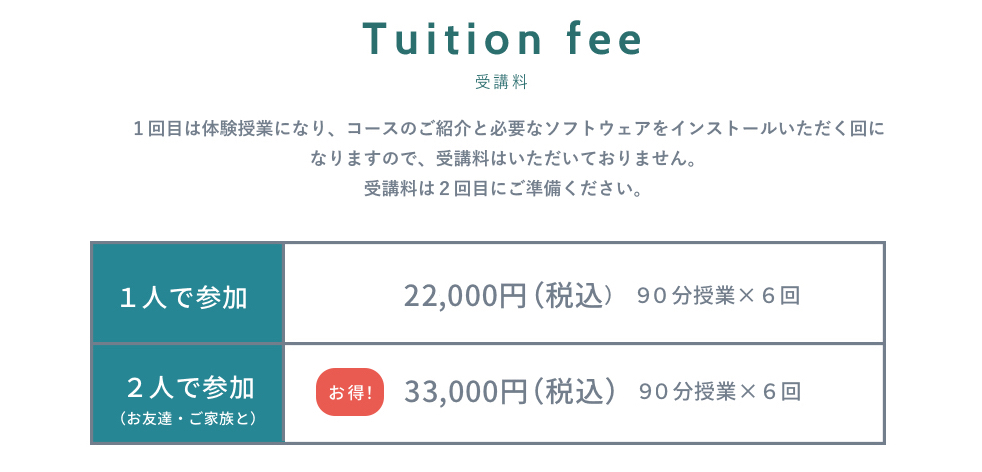 Tuition fee
受講料
１回目は体験授業になり、コースのご紹介と必要なソフトウェアをインストールいただく回に
なりますので、受講料はいただいておりません。
受講料は２回目にご準備ください。
１人で参加
22,000円（税込） ９０分授業×６回
２人で参加
（お友達・ご家族と）
お得！ 33,000円（税込） ９０分授業×６回